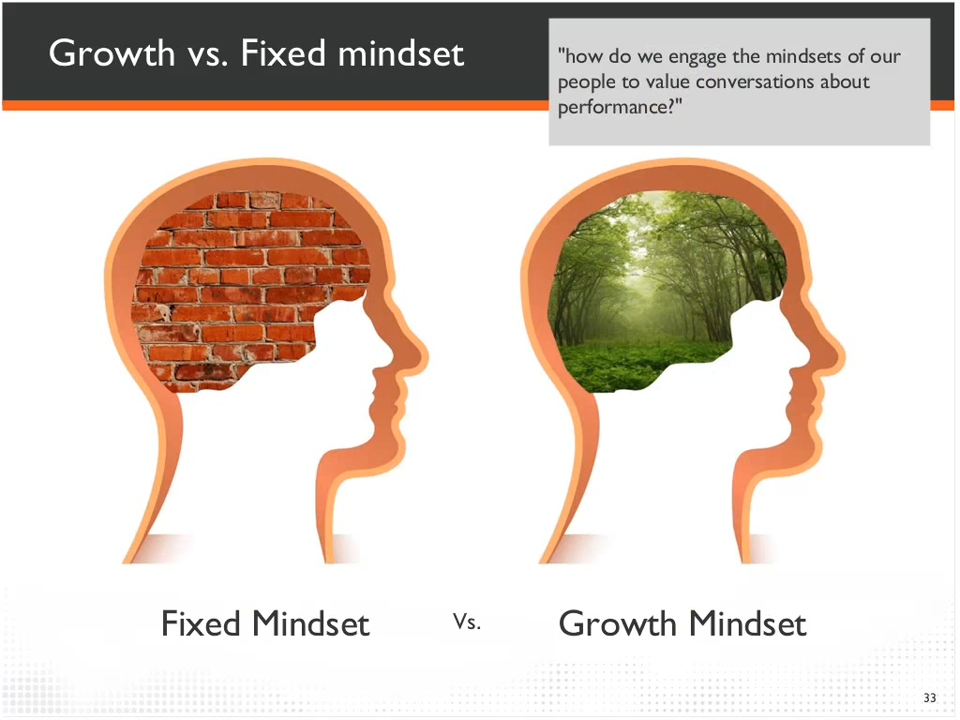 Growth vs. Fixed mindset
"how do we engage the mindsets of our
people to value conversations about
performance?"
Fixed Mindset
Vs.
Growth Mindset
33